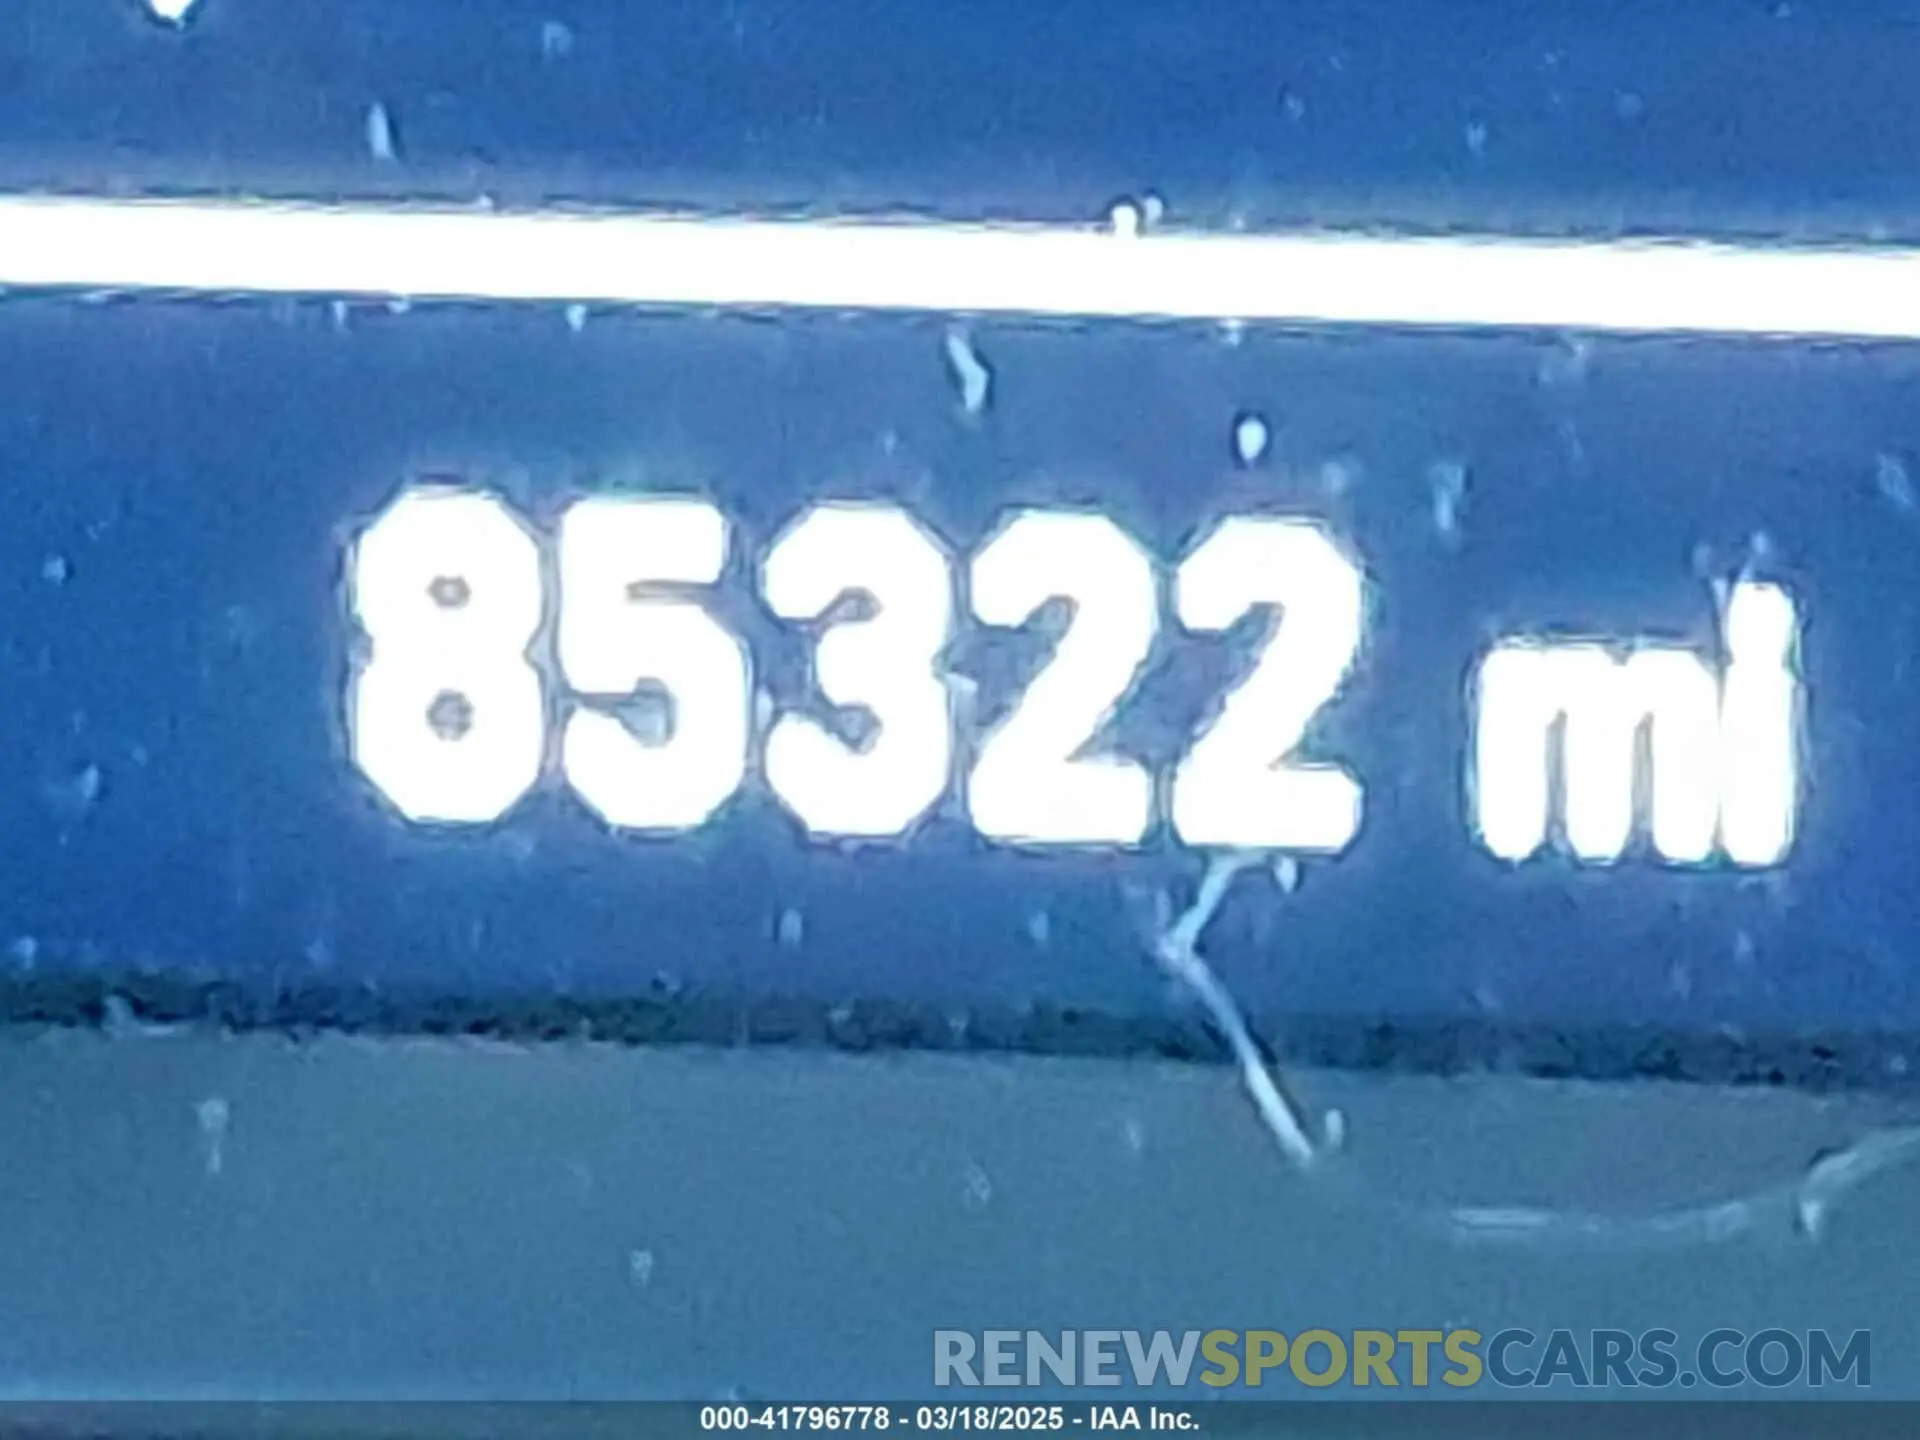 85322 mi
RENEWSPORTSCARS.COM
000-41796778 - 03/18/2025 - IAA Inc.